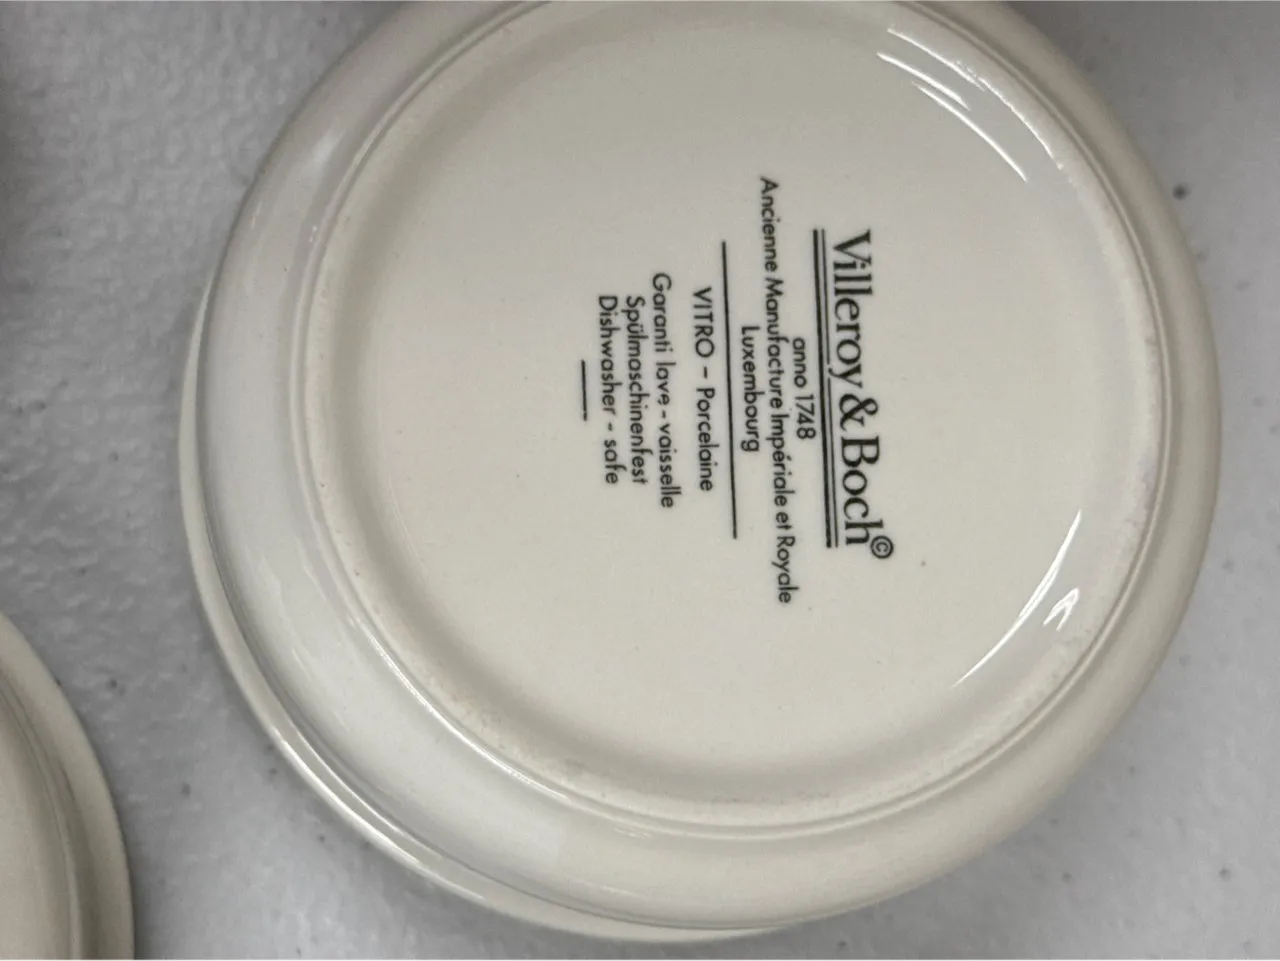 Villeroy & Boch©
anno 1748
Ancienne Manufacture Impériale et Royale
Luxembourg
VITRO – Porcelaine
Garanti lave-vaisselle
Spülmaschinenfest
Dishwasher - safe